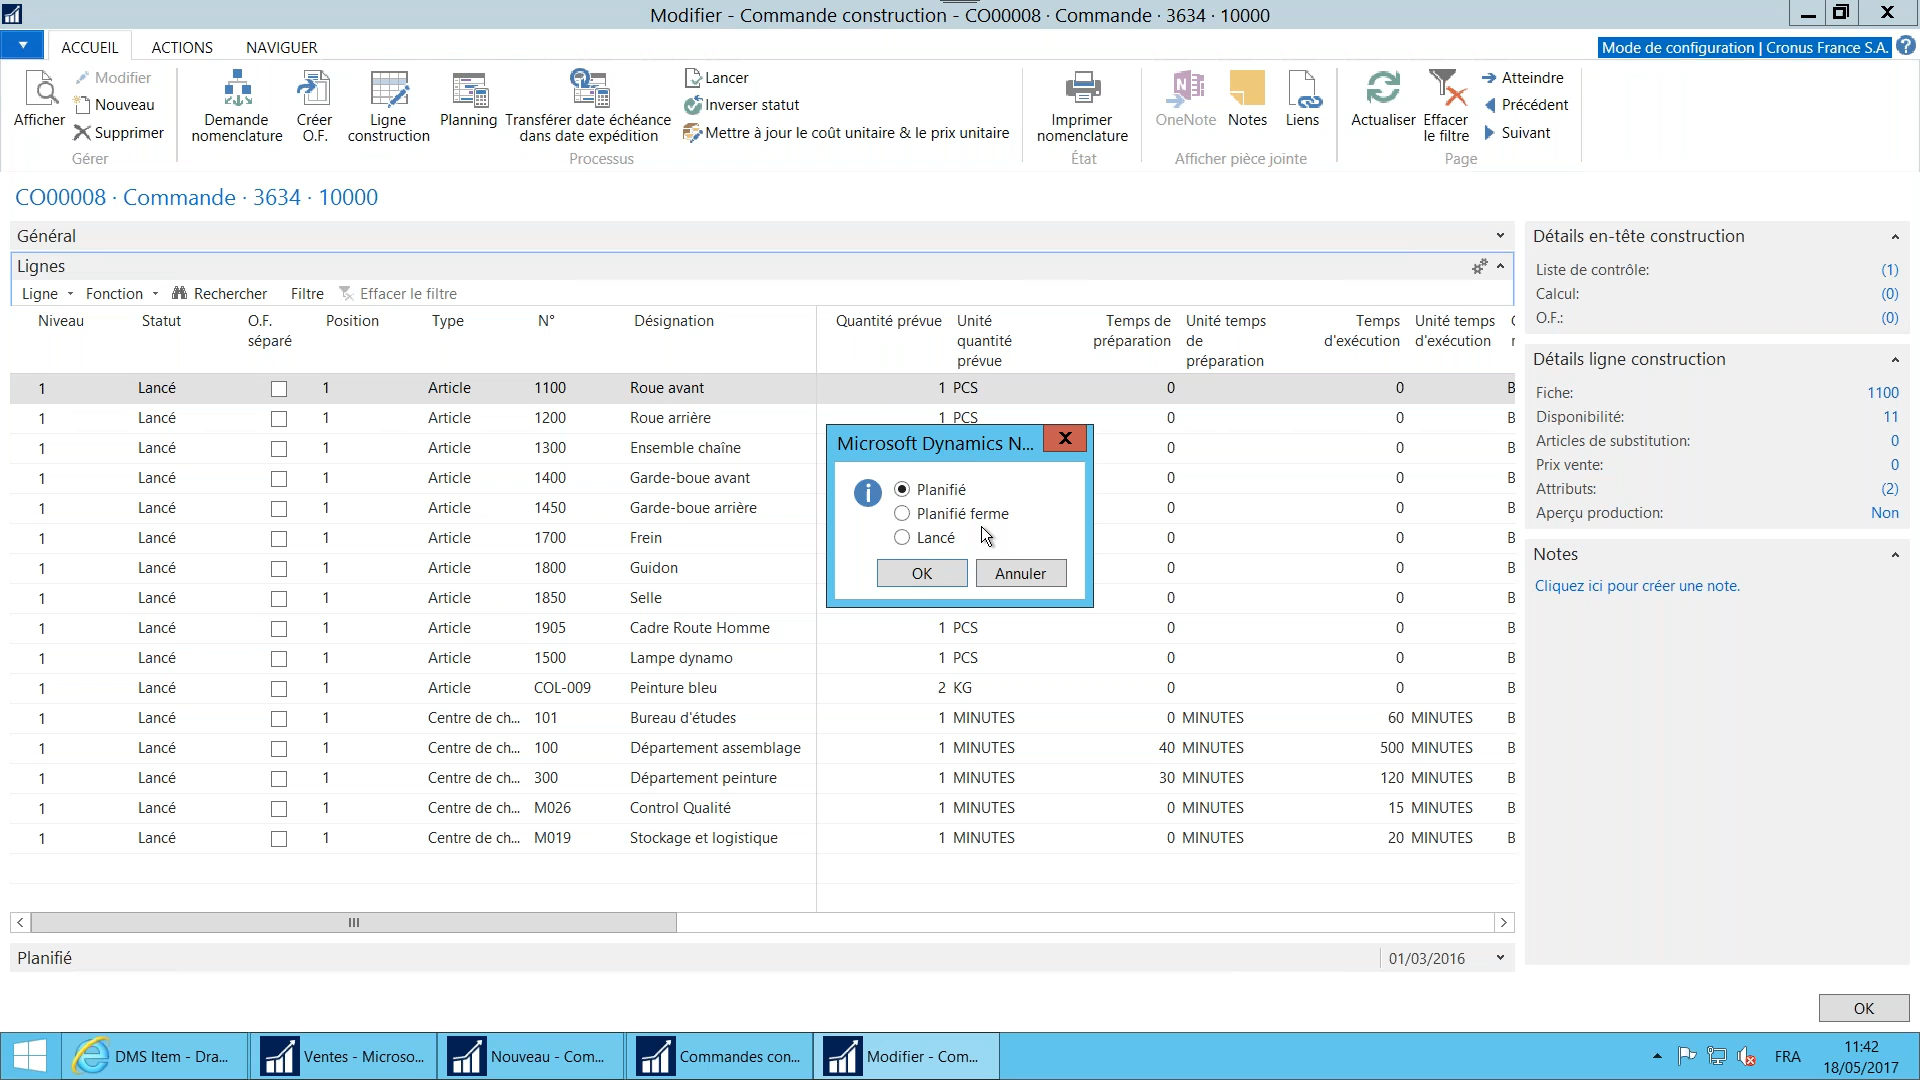 Modifier - Commande construction - CO00008 · Commande · 3634 · 10000
ACCUEIL ACTIONS NAVIGUER
Mode de configuration | Cronus France S.A.
Afficher
Modifier
Nouveau
Supprimer
Gérer
Demande nomenclature
Créer O.F.
Ligne construction
Planning
Transférer date échéance dans date expédition
Lancer
Inverser statut
Mettre à jour le coût unitaire & le prix unitaire
Processus
Imprimer nomenclature
État
OneNote
Notes
Liens
Afficher pièce jointe
Actualiser
Effacer le filtre
Atteindre
Précédent
Suivant
Page
CO00008 · Commande · 3634 · 10000
Général
Lignes
Ligne Fonction Rechercher Filtre Effacer le filtre
Niveau Statut O.F. séparé Position Type N° Désignation Quantité prévue Unité quantité prévue Temps de préparation Unité temps de préparation Temps d'exécution Unité temps d'exécution
1 Lancé 1 Article 1100 Roue avant 1 PCS 0 0 B
1 Lancé 1 Article 1200 Roue arrière 1 PCS 0 0 B
1 Lancé 1 Article 1300 Ensemble chaîne 0 0 B
1 Lancé 1 Article 1400 Garde-boue avant 0 0 B
1 Lancé 1 Article 1450 Garde-boue arrière 0 0 B
1 Lancé 1 Article 1700 Frein 0 0 B
1 Lancé 1 Article 1800 Guidon 0 0 B
1 Lancé 1 Article 1850 Selle 0 0 B
1 Lancé 1 Article 1905 Cadre Route Homme 1 PCS 0 0 B
1 Lancé 1 Article 1500 Lampe dynamo 1 PCS 0 0 B
1 Lancé 1 Article COL-009 Peinture bleu 2 KG 0 0 B
1 Lancé 1 Centre de ch... 101 Bureau d'études 1 MINUTES 0 MINUTES 60 MINUTES B
1 Lancé 1 Centre de ch... 100 Département assemblage 1 MINUTES 40 MINUTES 500 MINUTES B
1 Lancé 1 Centre de ch... 300 Département peinture 1 MINUTES 30 MINUTES 120 MINUTES B
1 Lancé 1 Centre de ch... M026 Control Qualité 1 MINUTES 0 MINUTES 15 MINUTES B
1 Lancé 1 Centre de ch... M019 Stockage et logistique 1 MINUTES 0 MINUTES 20 MINUTES B
Microsoft Dynamics N... X
Planifié
Planifié ferme
Lancé
OK Annuler
Planifié 01/03/2016
Détails en-tête construction
Liste de contrôle: (1)
Calcul: (0)
O.F.: (0)
Détails ligne construction
Fiche: 1100
Disponibilité: 11
Articles de substitution: 0
Prix vente: 0
Attributs: (2)
Aperçu production: Non
Notes
Cliquez ici pour créer une note.
OK
DMS Item - Dra... Ventes - Microso... Nouveau - Com... Commandes con... Modifier - Com... FRA
11:42
18/05/2017